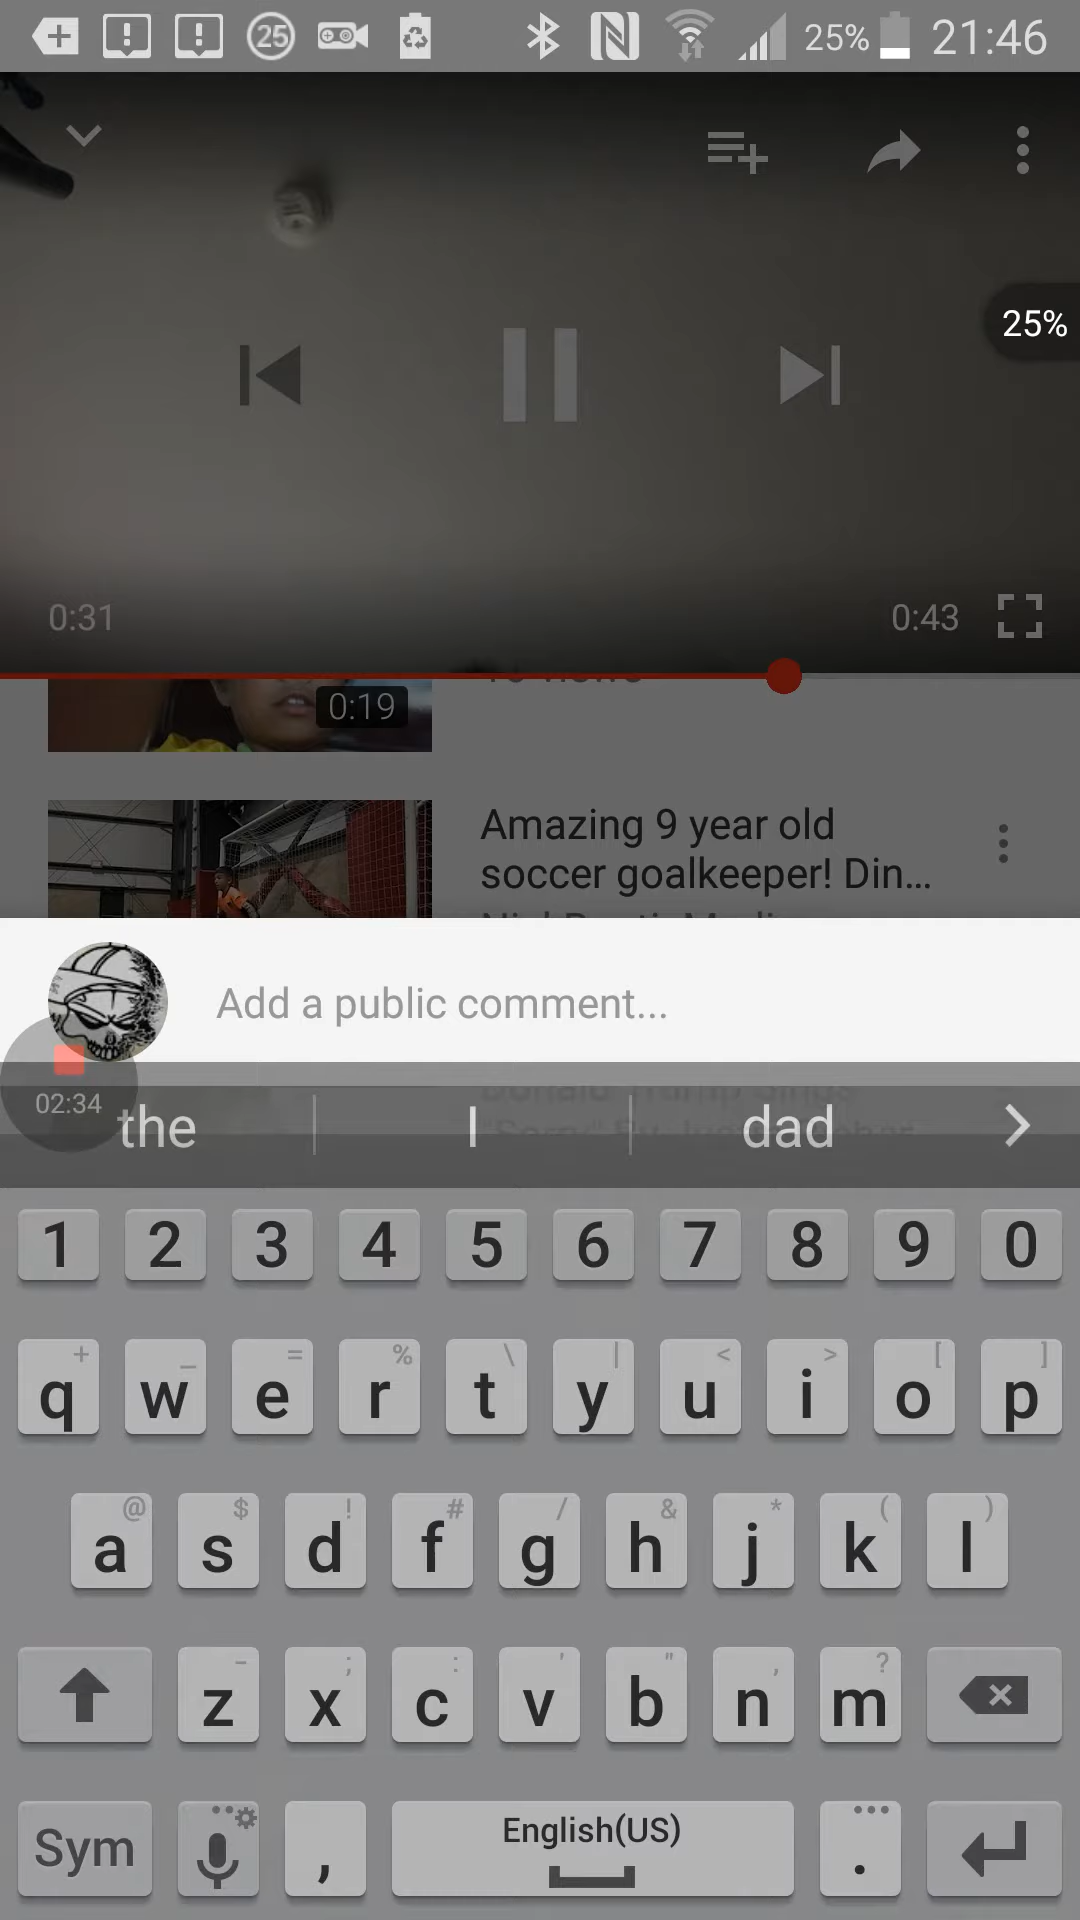 25
25%
21:46
25%
0:31
0:43
0:19
Amazing 9 year old
soccer goalkeeper! Din...
Add a public comment...
02:34
the
I
dad
1 2 3 4 5 6 7 8 9 0
+ _ = % \ | < > [ ]
q w e r t y u i o p
@ $ ! # / & * ( )
a s d f g h j k l
- ; : ' " , ?
z x c v b n m
Sym , English(US) .